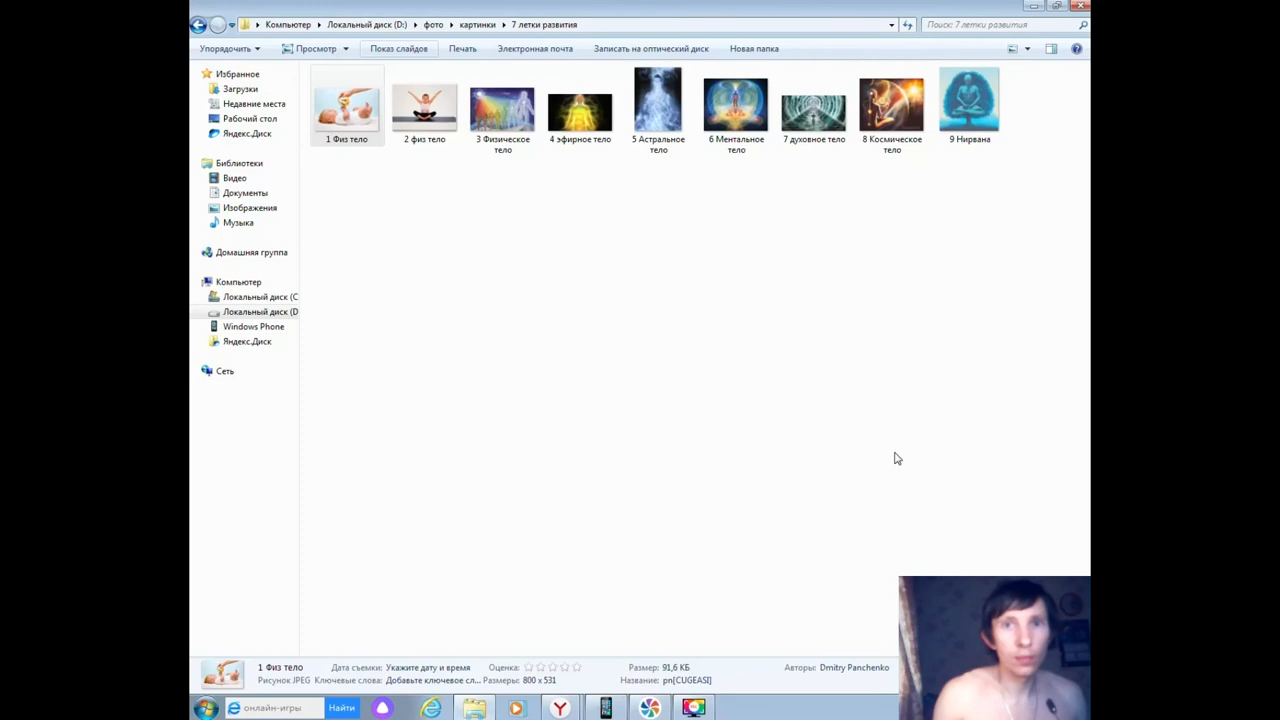 Компьютер ▸ Локальный диск (D:) ▸ фото ▸ картинки ▸ 7 летки развития
Поиск: 7 летки развития
Упорядочить Просмотр Показ слайдов Печать Электронная почта Записать на оптический диск Новая папка
Избранное
Загрузки
Недавние места
Рабочий стол
Яндекс.Диск
Библиотеки
Видео
Документы
Изображения
Музыка
Домашняя группа
Компьютер
Локальный диск (C
Локальный диск (D
Windows Phone
Яндекс.Диск
Сеть
1 Физ тело
2 физ тело
3 Физическое
тело
4 эфирное тело
5 Астральное
тело
6 Ментальное
тело
7 духовное тело
8 Космическое
тело
9 Нирвана
1 Физ тело Дата съемки: Укажите дату и время Оценка: Размер: 91,6 КБ Авторы: Dmitry Panchenko
Рисунок JPEG Ключевые слова: Добавьте ключевое сл... Размеры: 800 x 531 Название: pn[CUGEASI]
онлайн-игры Найти